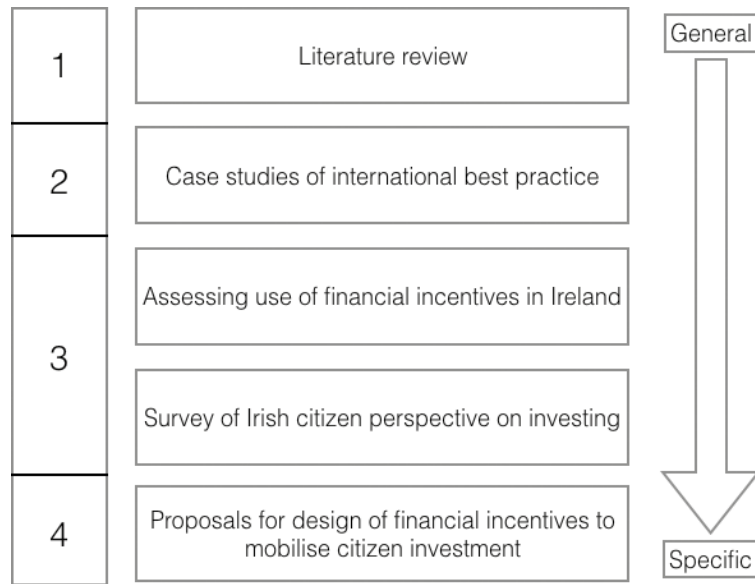 1
Literature review
General
2
Case studies of international best practice
3
Assessing use of financial incentives in Ireland
Survey of Irish citizen perspective on investing
4
Proposals for design of financial incentives to
mobilise citizen investment
Specific